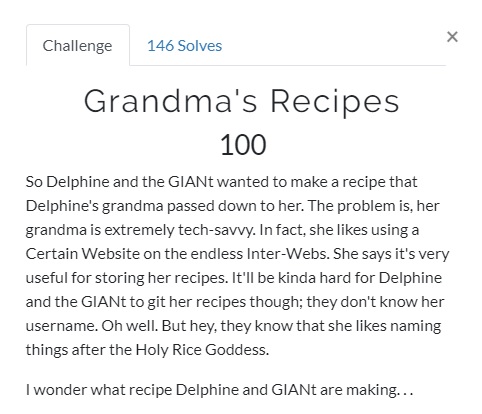 Challenge
146 Solves
×
Grandma's Recipes
100
So Delphine and the GIANt wanted to make a recipe that
Delphine's grandma passed down to her. The problem is, her
grandma is extremely tech-savvy. In fact, she likes using a
Certain Website on the endless Inter-Webs. She says it's very
useful for storing her recipes. It'll be kinda hard for Delphine
and the GIANt to git her recipes though; they don't know her
username. Oh well. But hey, they know that she likes naming
things after the Holy Rice Goddess.
I wonder what recipe Delphine and GIANt are making. . .